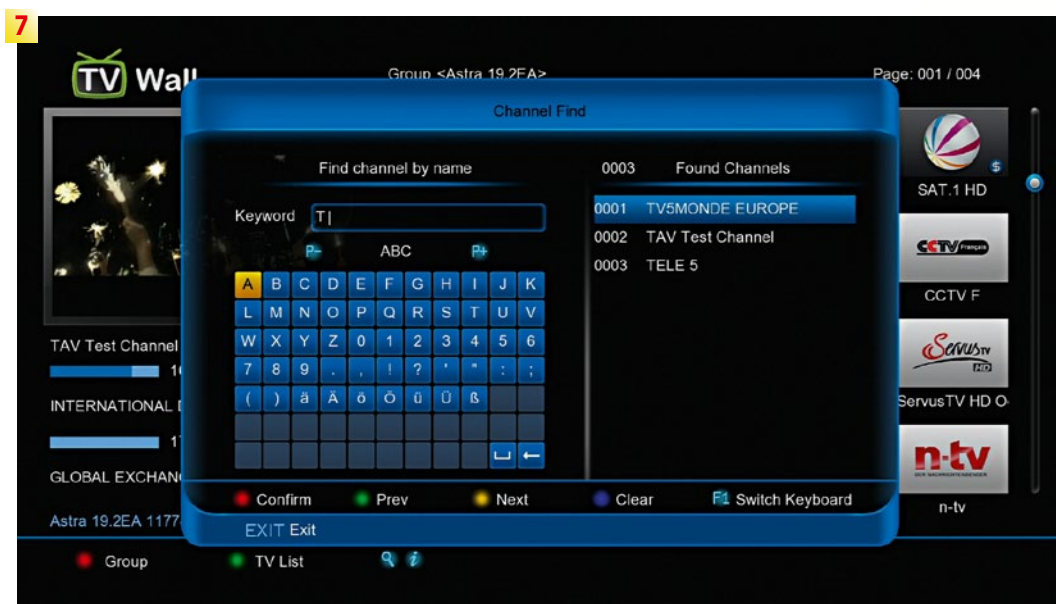 7
TV Wall
Group <Astra 19.2EA>
Page: 001 / 004
Channel Find
Find channel by name
0003 Found Channels
Keyword T|
0001 TV5MONDE EUROPE
0002 TAV Test Channel
0003 TELE 5
P- ABC P+
A B C D E F G H I J K
L M N O P Q R S T U V
W X Y Z 0 1 2 3 4 5 6
7 8 9 . , ! ? ' " : ;
( ) ä Ä ö Ö ü Ü ß
Confirm Prev Next Clear F1 Switch Keyboard
EXIT Exit
TAV Test Channel
INTERNATIONAL
GLOBAL EXCHAN
Astra 19.2EA 1177
SAT.1 HD
CCTV Français
CCTV F
Servus TV HD
ServusTV HD O
n-tv
DER NACHRICHTENSENDER
n-tv
Group TV List i